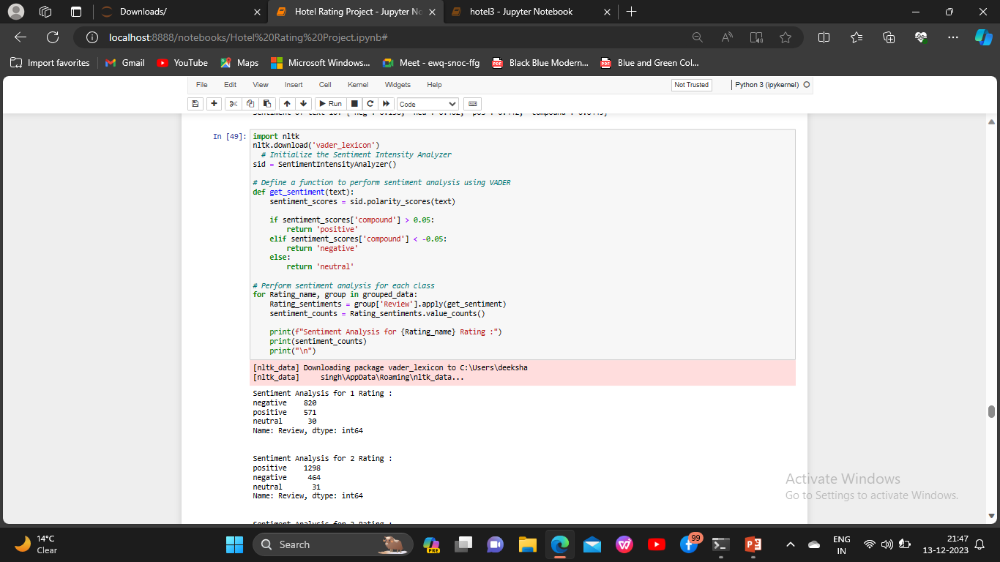 Downloads/
Hotel Rating Project - Jupyter No
hotel3 - Jupyter Notebook
localhost:8888/notebooks/Hotel%20Rating%20Project.ipynb#
Import favorites
Gmail
YouTube
Maps
Microsoft Windows...
Meet - ewq-snoc-ffg
Black Blue Modern...
Blue and Green Col...
File Edit View Insert Cell Kernel Widgets Help
Not Trusted
Python 3 (ipykernel)
Run
Code
In [49]:
import nltk
nltk.download('vader_lexicon')
# Initialize the Sentiment Intensity Analyzer
sid = SentimentIntensityAnalyzer()
# Define a function to perform sentiment analysis using VADER
def get_sentiment(text):
sentiment_scores = sid.polarity_scores(text)
if sentiment_scores['compound'] > 0.05:
return 'positive'
elif sentiment_scores['compound'] < -0.05:
return 'negative'
else:
return 'neutral'
# Perform sentiment analysis for each class
for Rating_name, group in grouped_data:
Rating_sentiments = group['Review'].apply(get_sentiment)
sentiment_counts = Rating_sentiments.value_counts()
print(f"Sentiment Analysis for {Rating_name} Rating :")
print(sentiment_counts)
print("\n")
[nltk_data] Downloading package vader_lexicon to C:\Users\deeksha
[nltk_data]     singh\AppData\Roaming\nltk_data...
Sentiment Analysis for 1 Rating :
negative    820
positive    571
neutral      30
Name: Review, dtype: int64
Sentiment Analysis for 2 Rating :
positive    1298
negative     464
neutral       31
Name: Review, dtype: int64
Sentiment Analysis for 3 Rating :
Activate Windows
Go to Settings to activate Windows.
14°C
Clear
Search
PRE
99
ENG
IN
21:47
13-12-2023